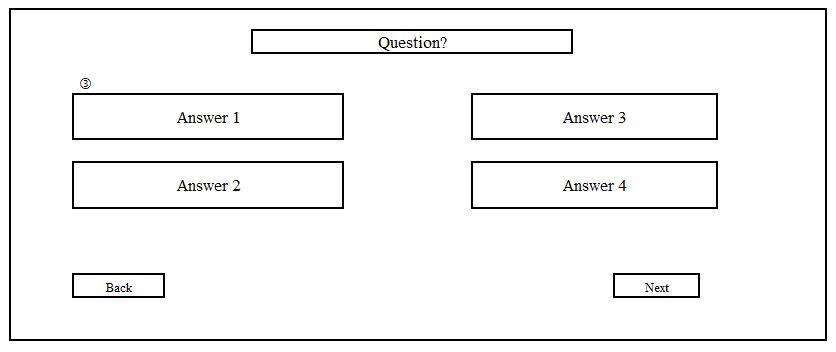 Question?
③
Answer 1
Answer 3
Answer 2
Answer 4
Back
Next